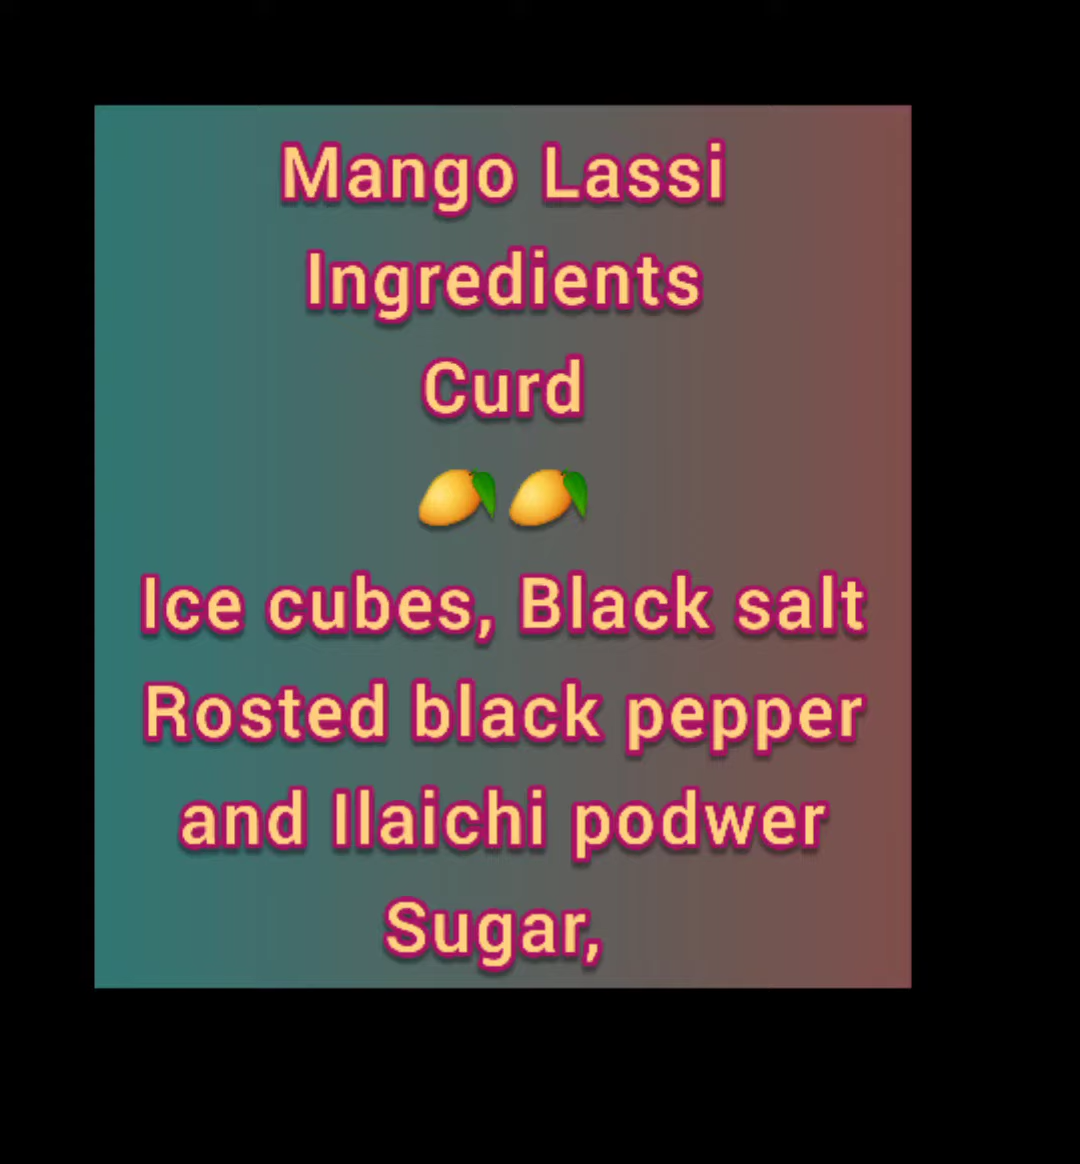 Mango Lassi
Ingredients
Curd
🥭🥭
Ice cubes, Black salt
Rosted black pepper
and Ilaichi podwer
Sugar,